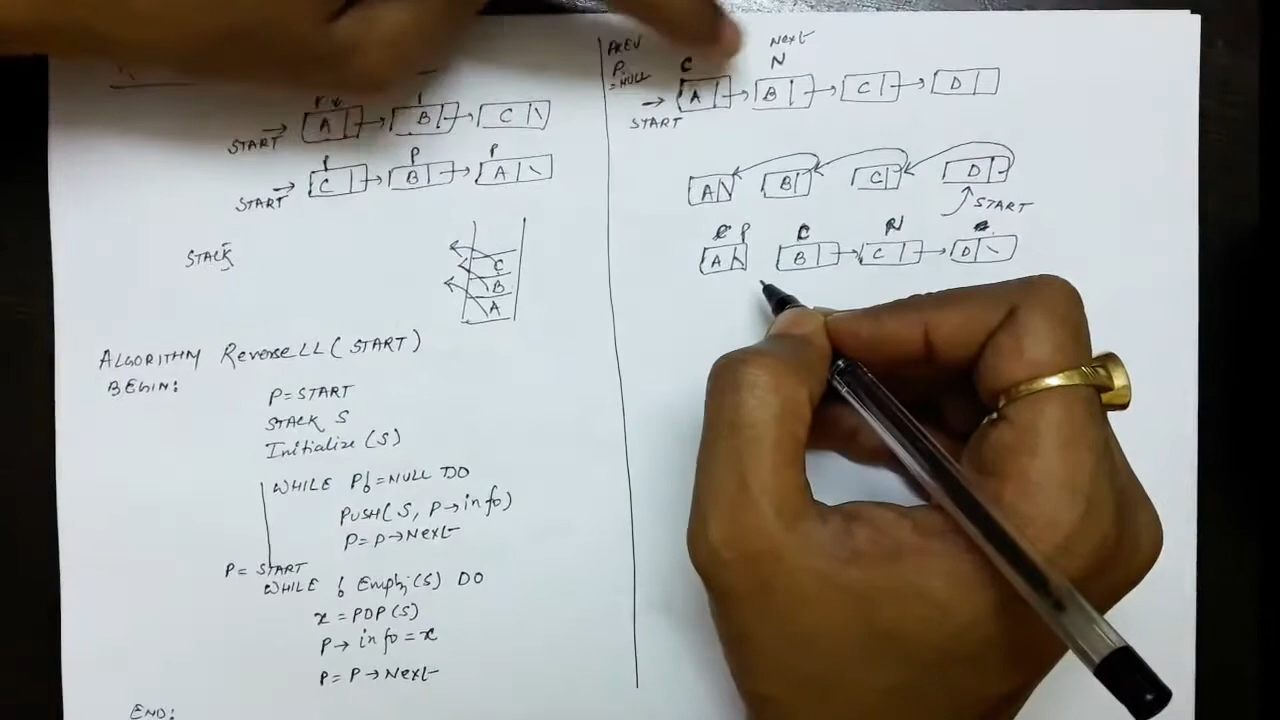 P
A B C
START
P P P
C B A
START
STACK
C
B
A
ALGORITHM ReverseLL(START)
BEGIN:
P=START
STACK S
Initialize(S)
WHILE P!=NULL DO
PUSH(S, P→info)
P=P→Next
P=START
WHILE ! Empty(S) DO
x=POP(S)
P→info=x
P=P→Next
END:
PREV
P
=NULL
C
Next
N
A B C D
START
A B C D
START
C P C N
A B C D